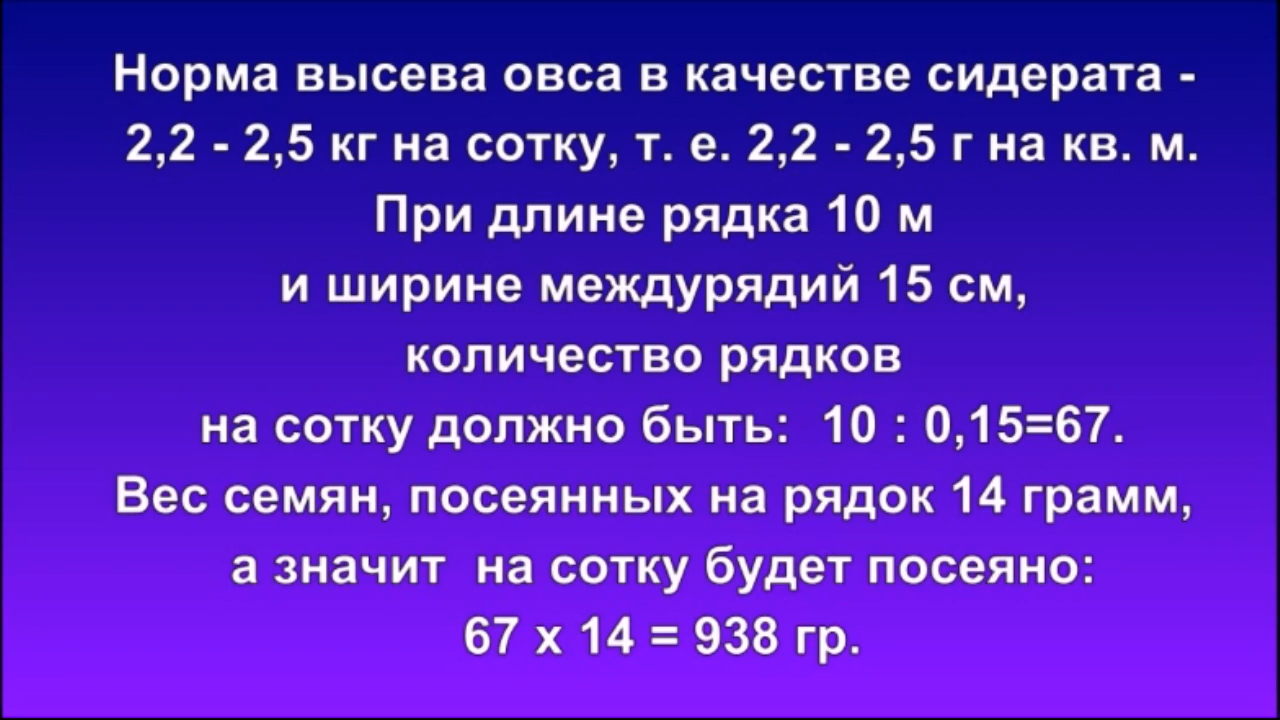 Норма высева овса в качестве сидерата -
2,2 - 2,5 кг на сотку, т. е. 2,2 - 2,5 г на кв. м.
При длине рядка 10 м
и ширине междурядий 15 см,
количество рядков
на сотку должно быть: 10 : 0,15=67.
Вес семян, посеянных на рядок 14 грамм,
а значит на сотку будет посеяно:
67 х 14 = 938 гр.